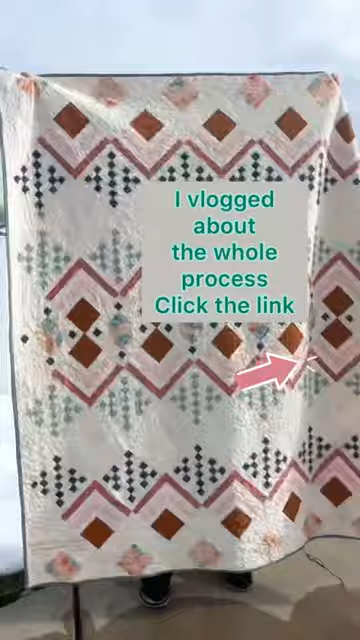 I vlogged
about
the whole
process
Click the link